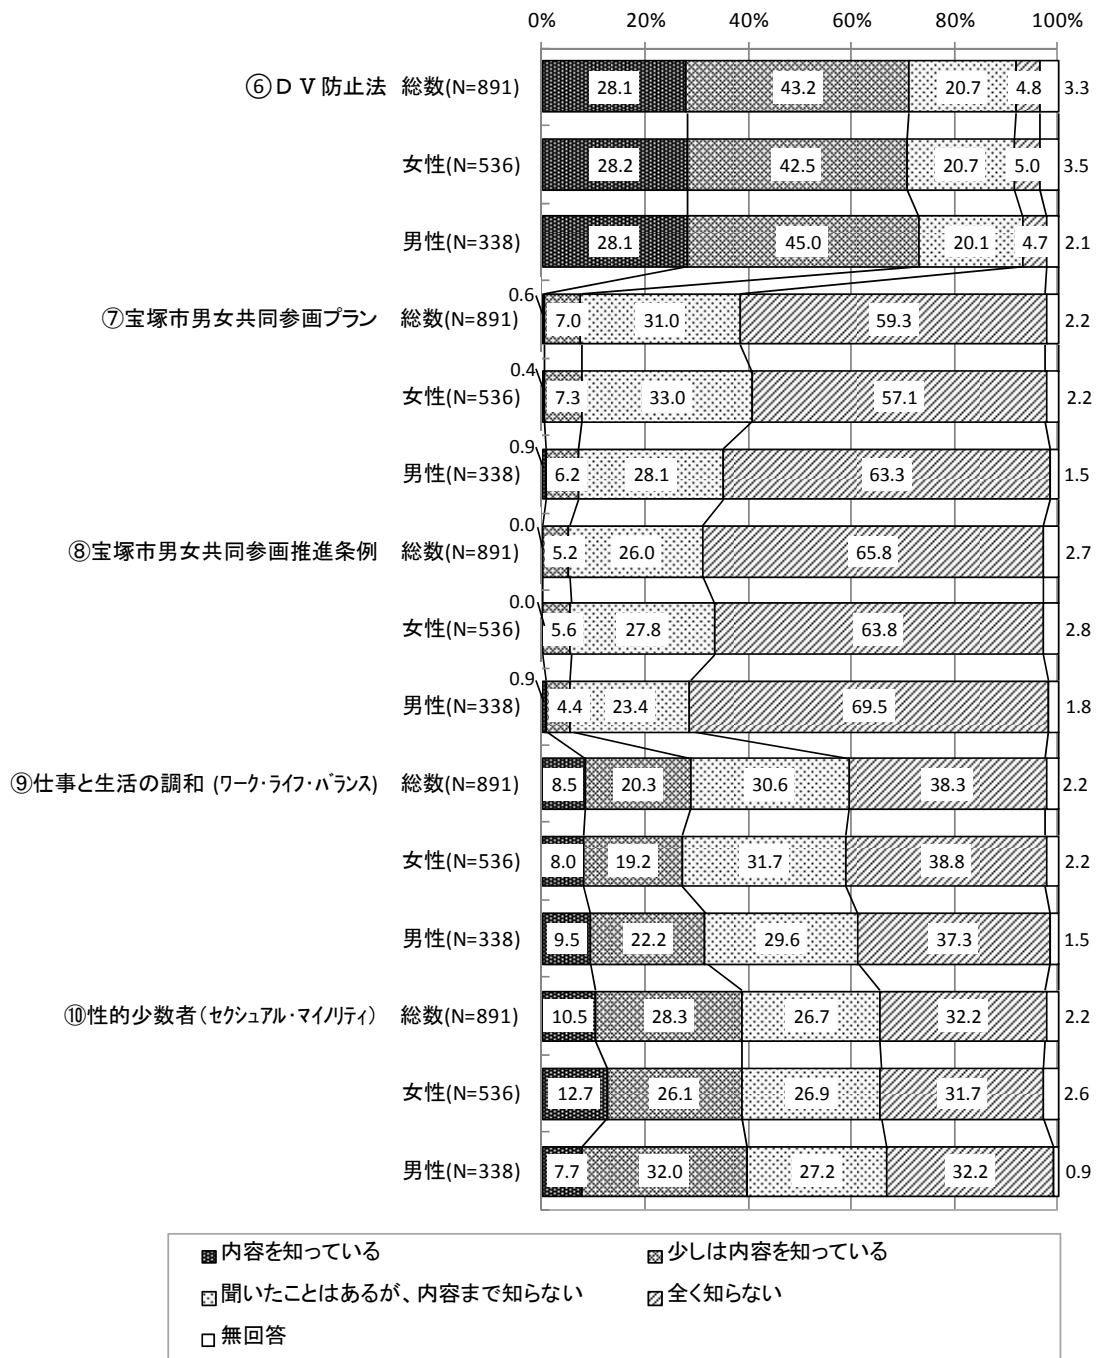 0% 20% 40% 60% 80% 100%
⑥ＤＶ防止法 総数(N=891) 28.1 43.2 20.7 4.8 3.3
女性(N=536) 28.2 42.5 20.7 5.0 3.5
男性(N=338) 28.1 45.0 20.1 4.7 2.1
⑦宝塚市男女共同参画プラン 総数(N=891) 0.6 7.0 31.0 59.3 2.2
女性(N=536) 0.4 7.3 33.0 57.1 2.2
男性(N=338) 0.9 6.2 28.1 63.3 1.5
⑧宝塚市男女共同参画推進条例 総数(N=891) 0.0 5.2 26.0 65.8 2.7
女性(N=536) 0.0 5.6 27.8 63.8 2.8
男性(N=338) 0.9 4.4 23.4 69.5 1.8
⑨仕事と生活の調和 (ﾜｰｸ･ﾗｲﾌ･ﾊﾞﾗﾝｽ) 総数(N=891) 8.5 20.3 30.6 38.3 2.2
女性(N=536) 8.0 19.2 31.7 38.8 2.2
男性(N=338) 9.5 22.2 29.6 37.3 1.5
⑩性的少数者（ｾｸｼｭｱﾙ･ﾏｲﾉﾘﾃｨ） 総数(N=891) 10.5 28.3 26.7 32.2 2.2
女性(N=536) 12.7 26.1 26.9 31.7 2.6
男性(N=338) 7.7 32.0 27.2 32.2 0.9
内容を知っている 少しは内容を知っている
聞いたことはあるが、内容まで知らない 全く知らない
無回答